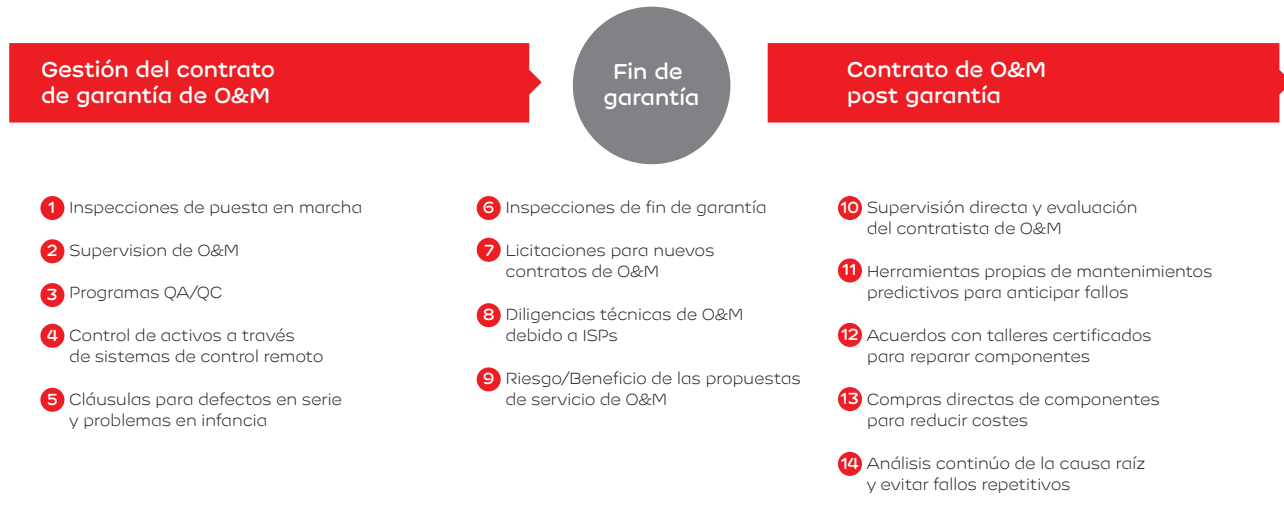 Gestión del contrato
de garantía de O&M
Fin de
garantía
Contrato de O&M
post garantía
1 Inspecciones de puesta en marcha
2 Supervision de O&M
3 Programas QA/QC
4 Control de activos a través
de sistemas de control remoto
5 Cláusulas para defectos en serie
y problemas en infancia
6 Inspecciones de fin de garantía
7 Licitaciones para nuevos
contratos de O&M
8 Diligencias técnicas de O&M
debido a ISPs
9 Riesgo/Beneficio de las propuestas
de servicio de O&M
10 Supervisión directa y evaluación
del contratista de O&M
11 Herramientas propias de mantenimientos
predictivos para anticipar fallos
12 Acuerdos con talleres certificados
para reparar componentes
13 Compras directas de componentes
para reducir costes
14 Análisis continúo de la causa raíz
y evitar fallos repetitivos